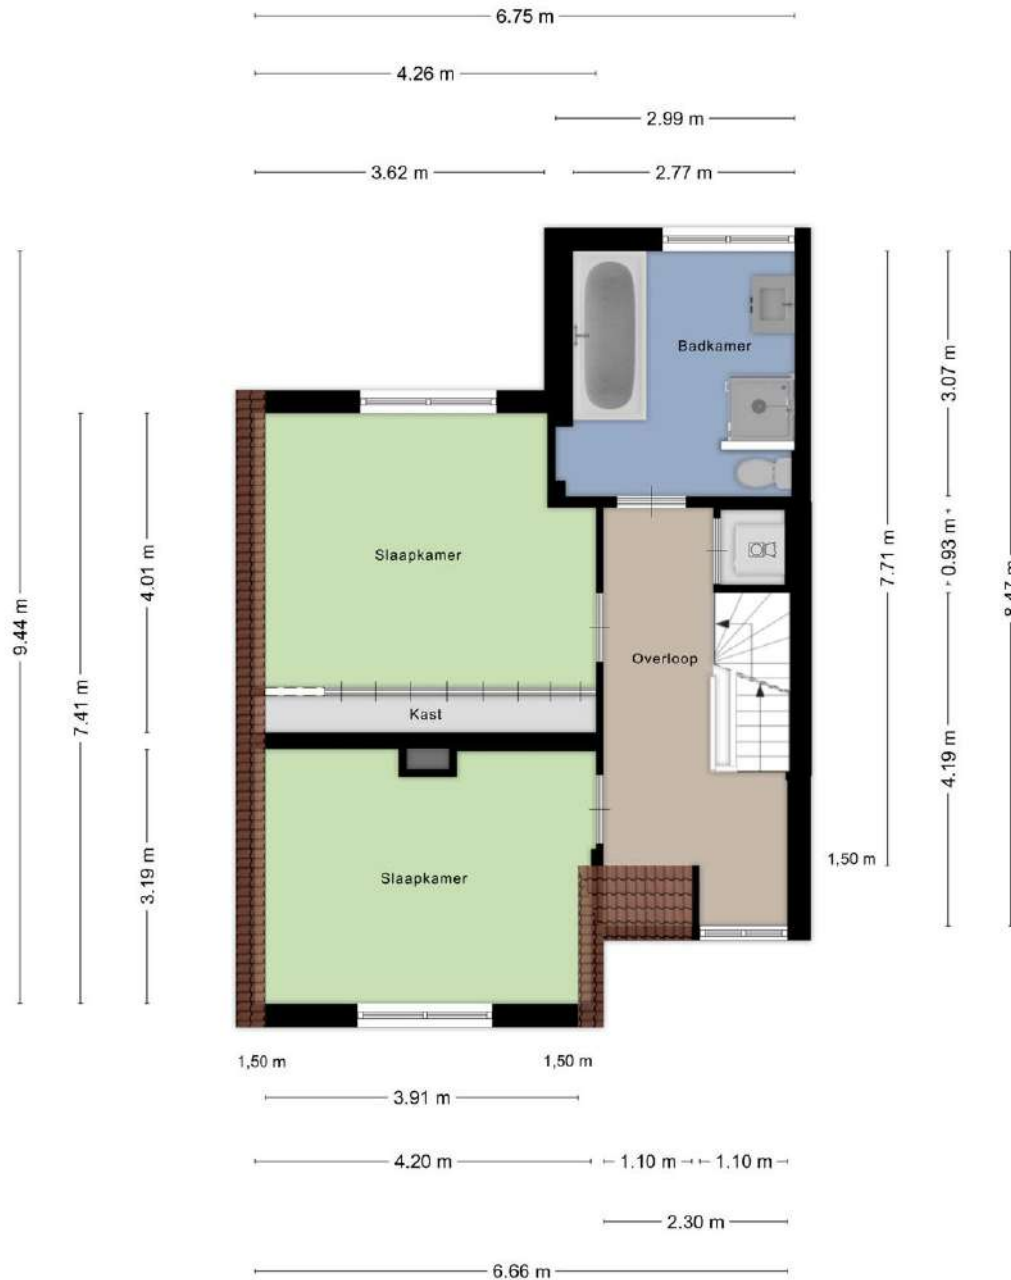 6.75 m
4.26 m
2.99 m
3.62 m
2.77 m
Badkamer
3.07 m
Slaapkamer
4.01 m
7.71 m
0.93 m
9.44 m
8.47 m
Overloop
7.41 m
Kast
4.19 m
3.19 m
Slaapkamer
1,50 m
1,50 m
1,50 m
3.91 m
4.20 m
1.10 m
1.10 m
2.30 m
6.66 m